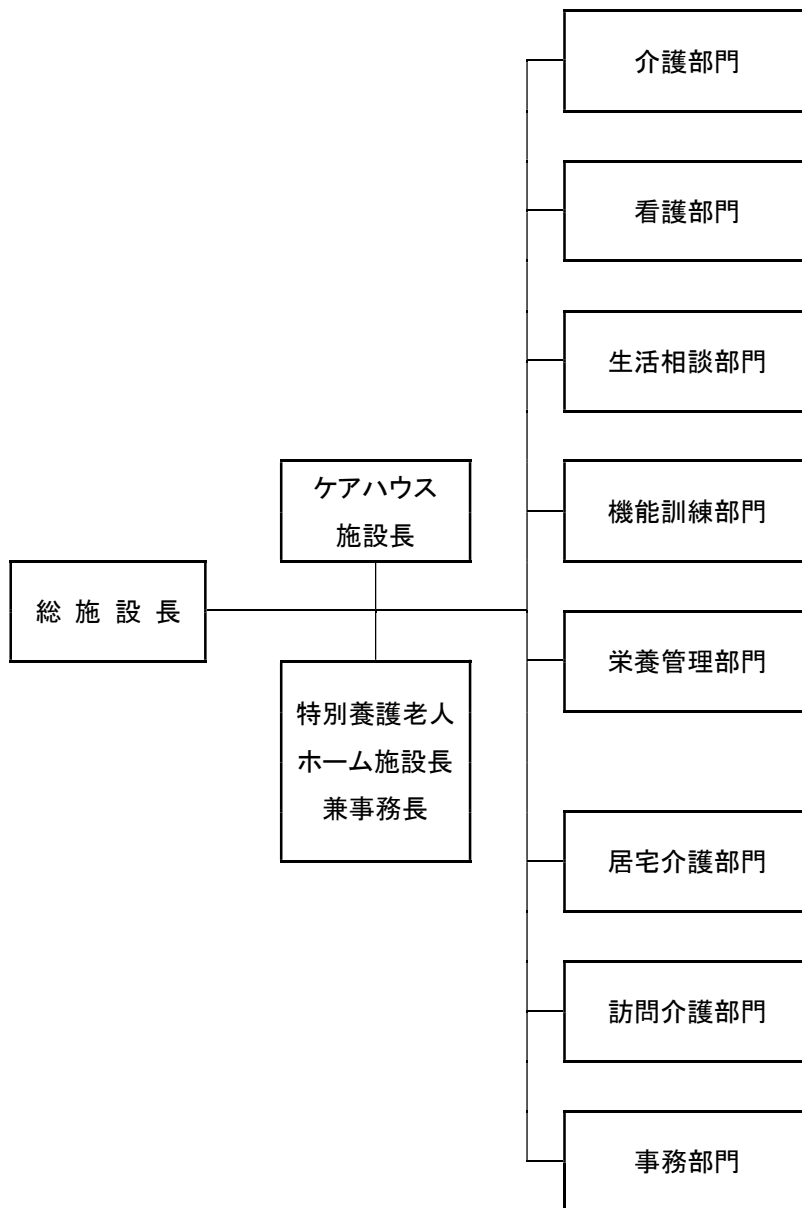 介護部門
看護部門
生活相談部門
ケアハウス
施設長
機能訓練部門
総施設長
特別養護老人
ホーム施設長
兼事務長
栄養管理部門
居宅介護部門
訪問介護部門
事務部門